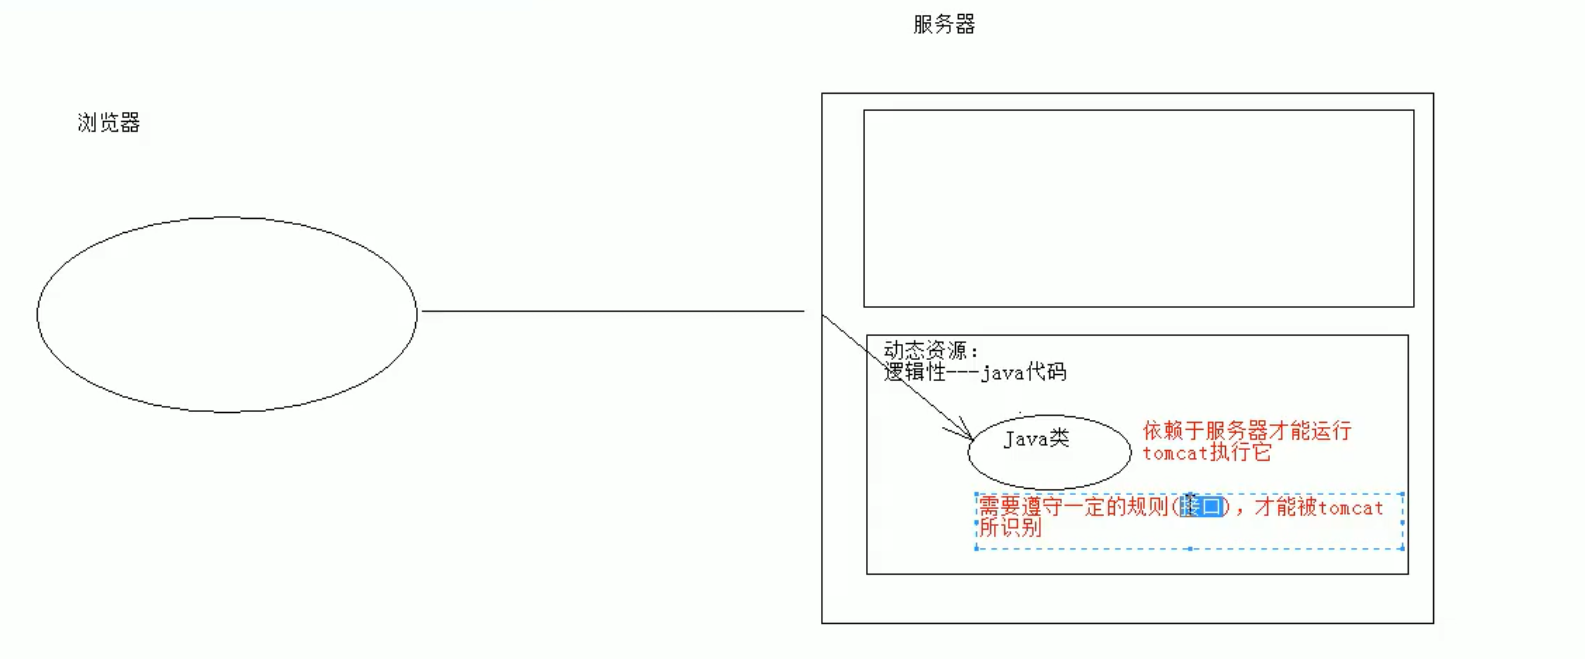 服务器
浏览器
动态资源:
逻辑性---java代码
Java类
依赖于服务器才能运行
tomcat执行它
需要遵守一定的规则(接口)，才能被tomcat
所识别